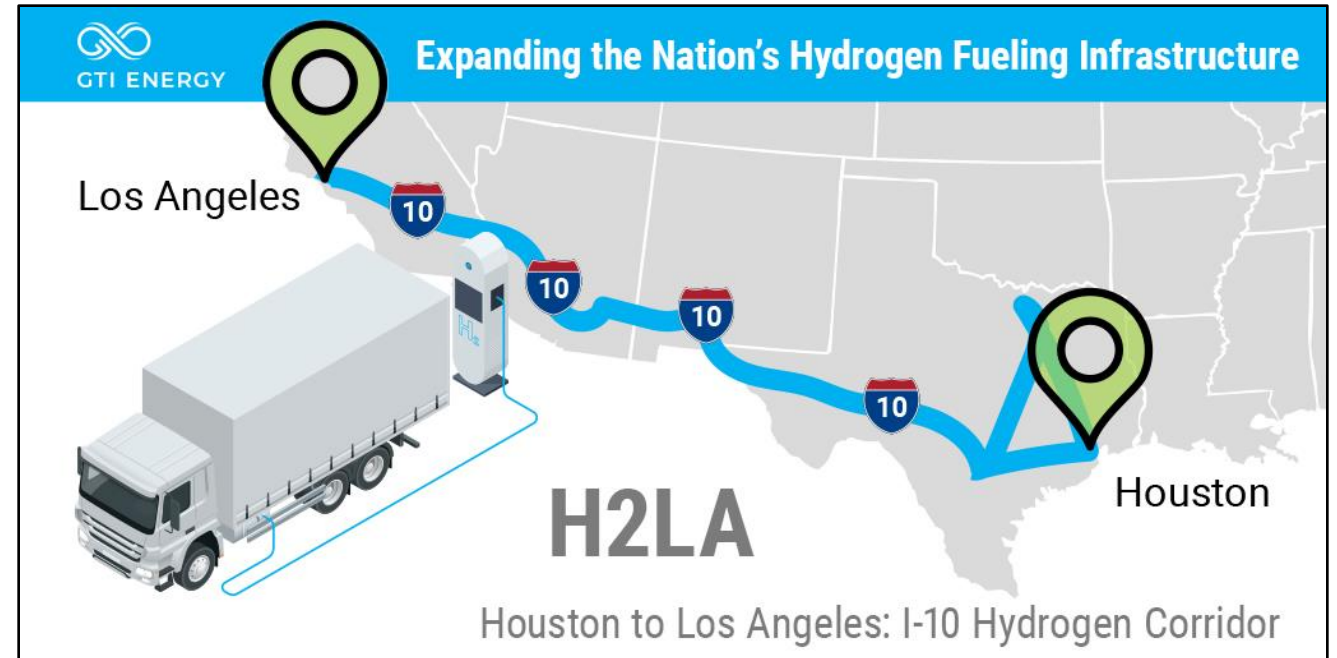 GTI ENERGY
Expanding the Nation's Hydrogen Fueling Infrastructure
Los Angeles
10
10
10
10
H₂
Houston
H2LA
Houston to Los Angeles: I-10 Hydrogen Corridor